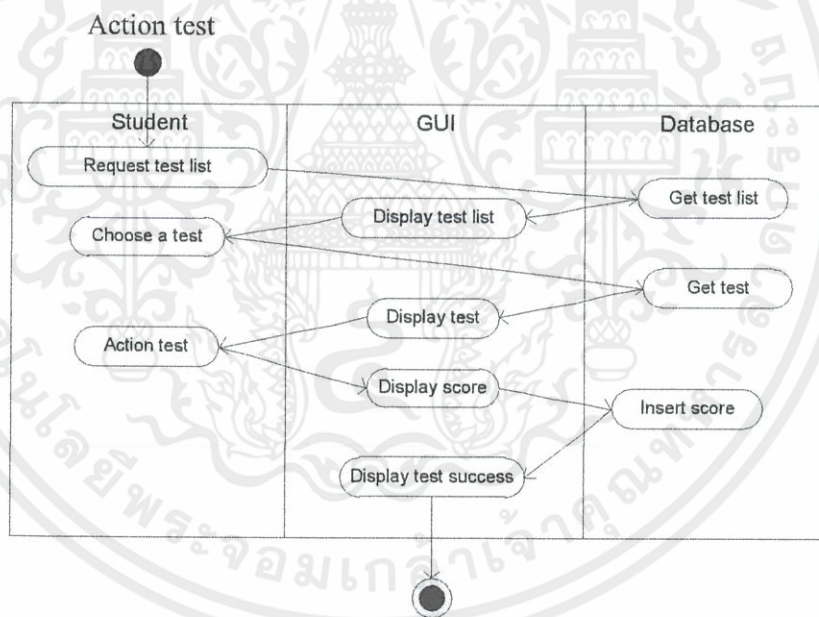 Action test
Student
GUI
Database
Request test list
Get test list
Display test list
Choose a test
Get test
Display test
Action test
Display score
Insert score
Display test success